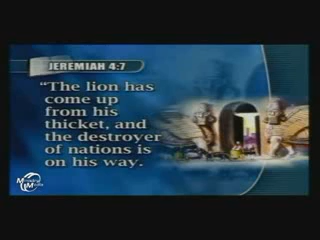 JEREMIAH 4:7
“The lion has
come up
from his
thicket, and
the destroyer
of nations is
on his way.